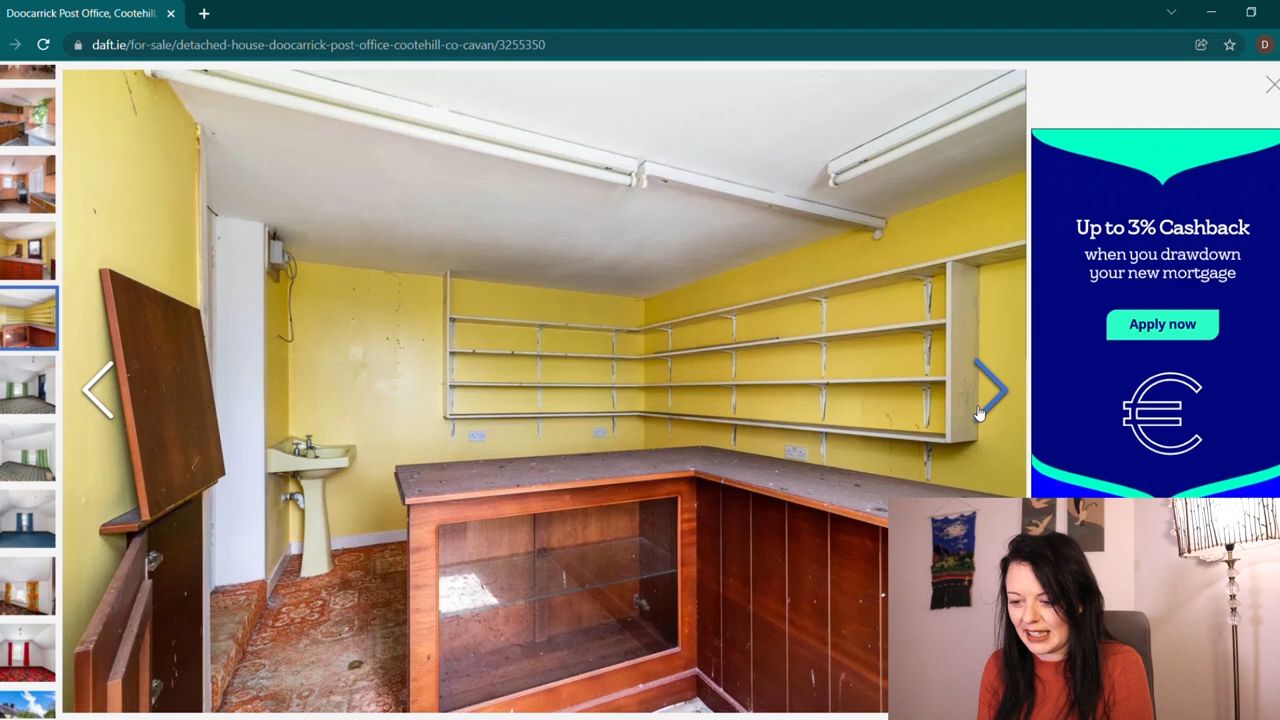 Doocarrick Post Office, Cootehill,
daft.ie/for-sale/detached-house-doocarrick-post-office-cootehill-co-cavan/3255350
D
Up to 3% Cashback
when you drawdown
your new mortgage
Apply now